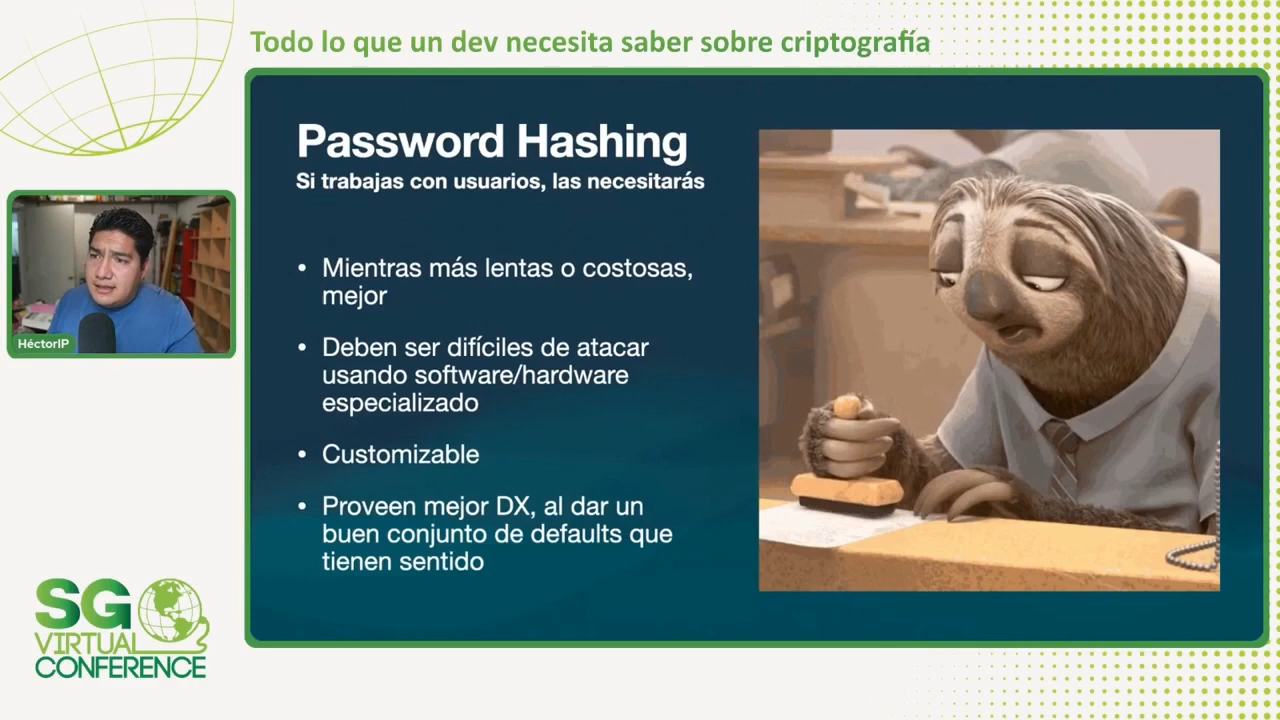 Todo lo que un dev necesita saber sobre criptografía
Password Hashing
Si trabajas con usuarios, las necesitarás
• Mientras más lentas o costosas,
mejor
• Deben ser difíciles de atacar
usando software/hardware
especializado
• Customizable
• Proveen mejor DX, al dar un
buen conjunto de defaults que
tienen sentido
HéctorIP
SG
VIRTUAL
CONFERENCE